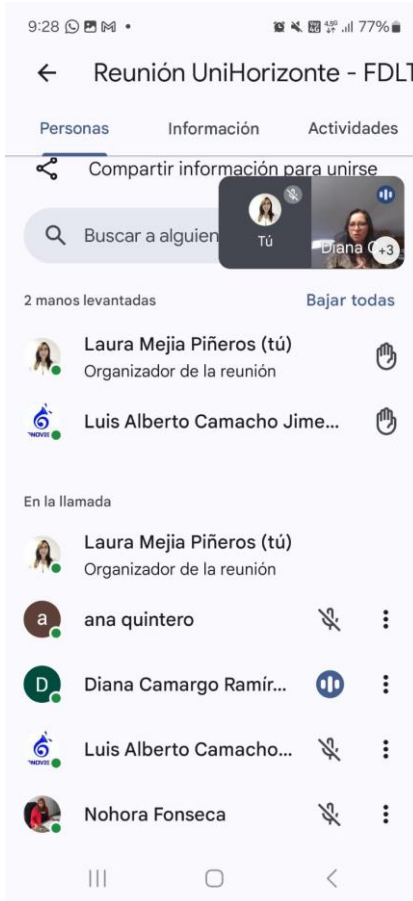 9:28
77%
Reunión UniHorizonte - FDLT
Personas
Información
Actividades
Compartir información para unirse
Buscar a alguien
Tú
Diana C
+3
2 manos levantadas
Bajar todas
Laura Mejia Piñeros (tú)
Organizador de la reunión
Luis Alberto Camacho Jime...
En la llamada
Laura Mejia Piñeros (tú)
Organizador de la reunión
a
ana quintero
D
Diana Camargo Ramír...
Luis Alberto Camacho...
Nohora Fonseca